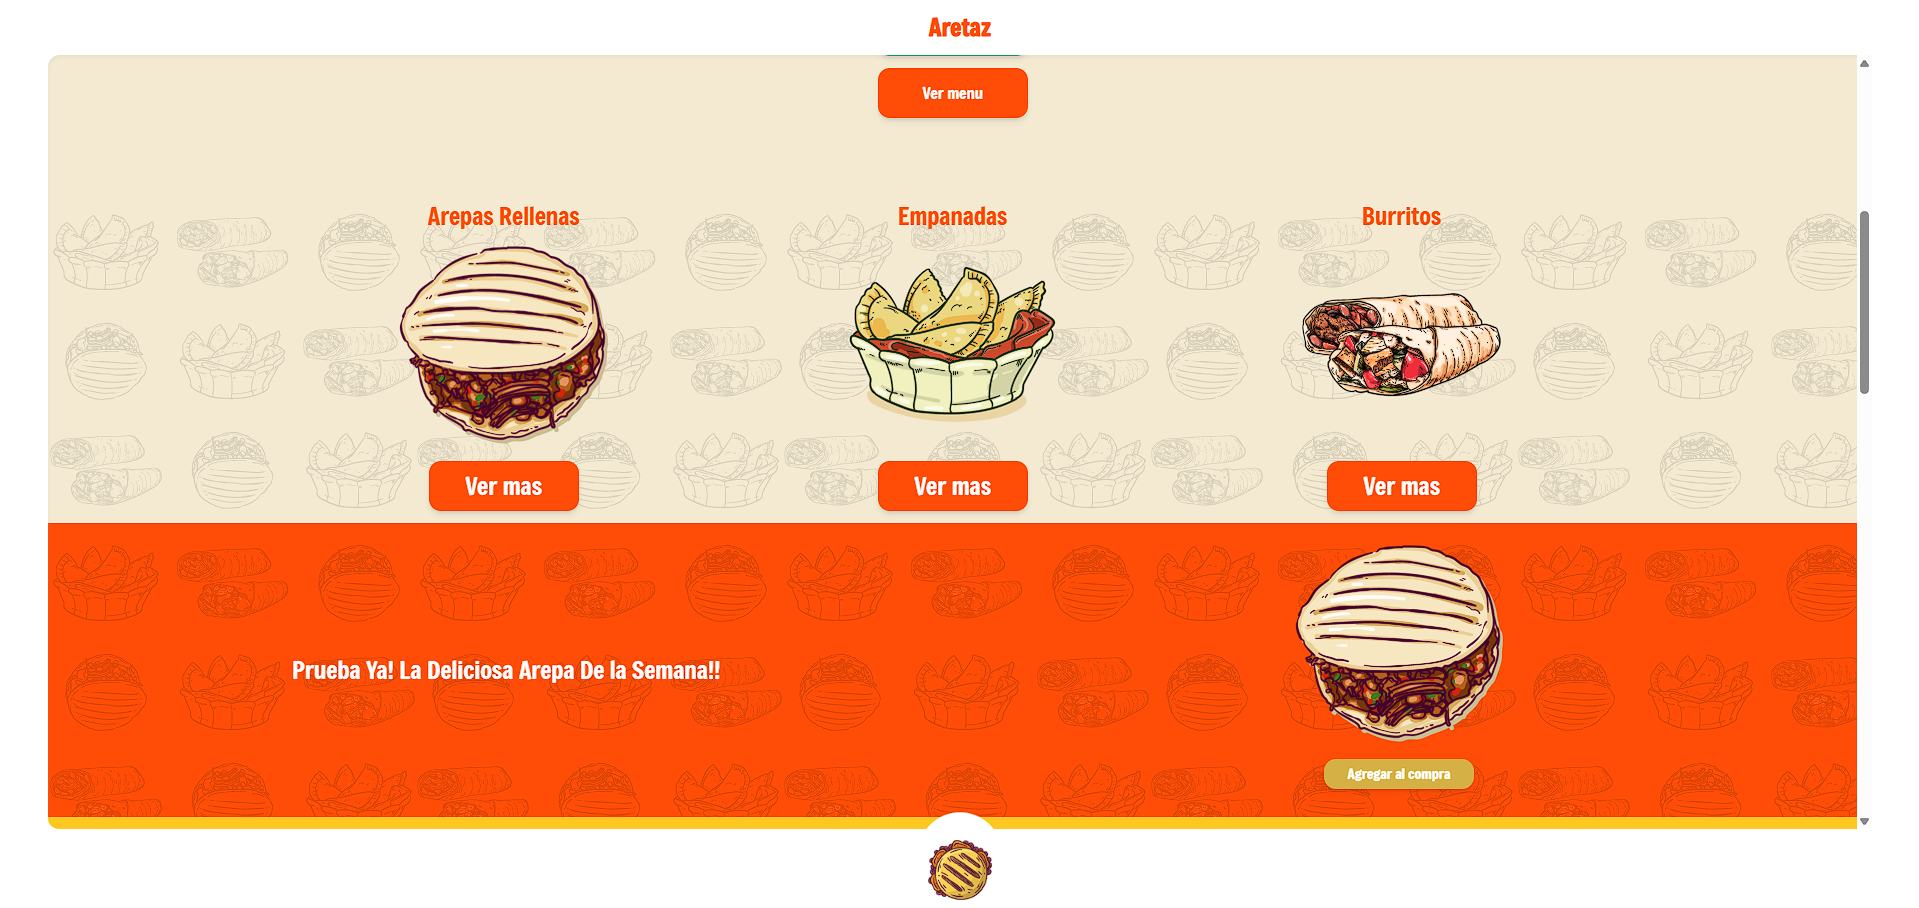 Aretaz
Ver menu
Arepas Rellenas
Empanadas
Burritos
Ver mas
Ver mas
Ver mas
Prueba Ya! La Deliciosa Arepa De la Semana!!
Agregar al compra